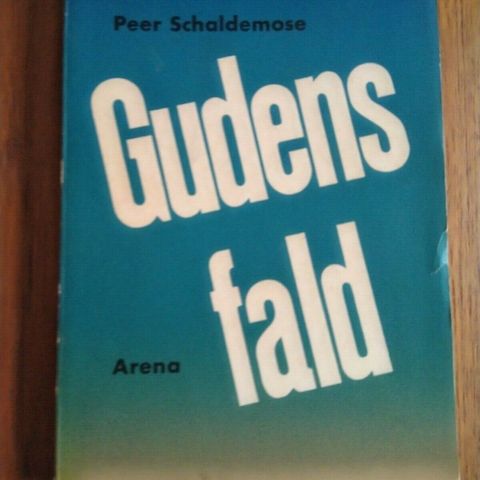 Peer Schaldemose
Gudens
fald
Arena